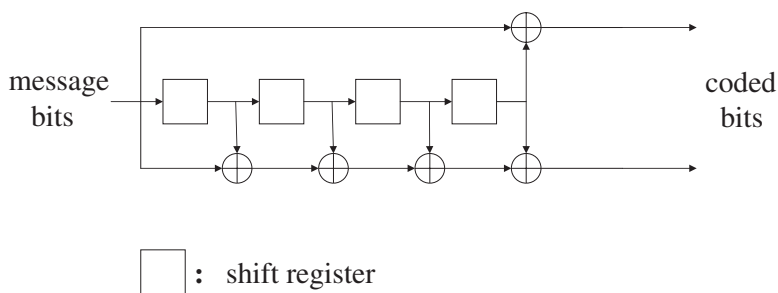 message
bits
coded
bits
: shift register